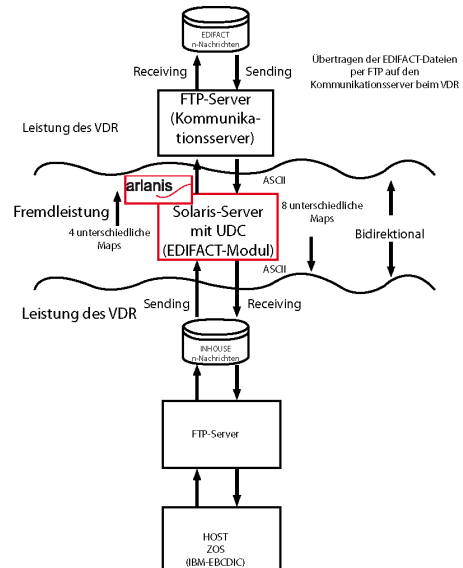 EDIFACT
n-Nachrichten
Übertragen der EDIFACT-Dateien
per FTP auf den
Kommunikationsserver beim VDR
Receiving
Sending
FTP-Server
(Kommunika-
tionsserver)
Leistung des VDR
ASCII
arlanis
Fremdleistung
4 unterschiedliche
Maps
Solaris-Server
mit UDC
(EDIFACT-Modul)
8 unterschiedliche
Maps
Bidirektional
ASCII
Leistung des VDR
Sending
Receiving
INHOUSE
n-Nachrichten
FTP-Server
HOST
ZOS
(IBM-EBCDIC)